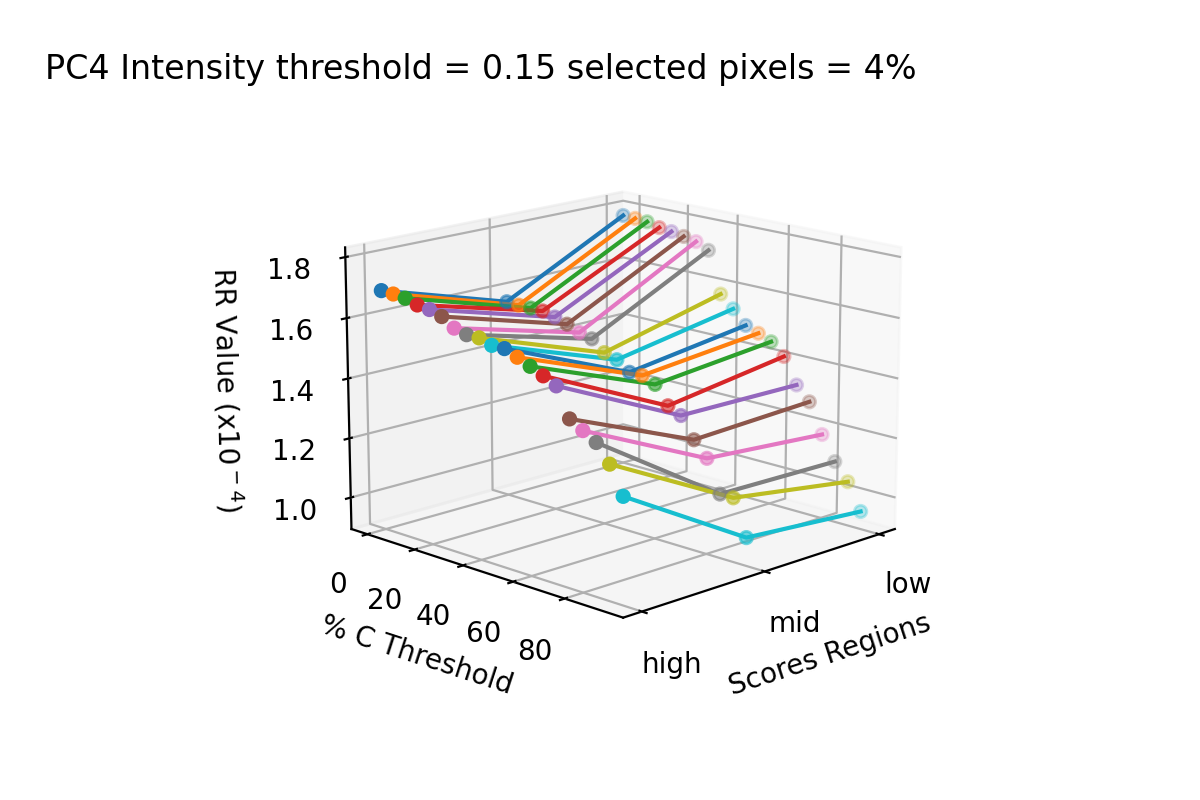 PC4 Intensity threshold = 0.15 selected pixels = 4%
RR Value (x10⁻⁴)
1.8
1.6
1.4
1.2
1.0
0
20
40
60
80
% C Threshold
high
mid
low
Scores Regions